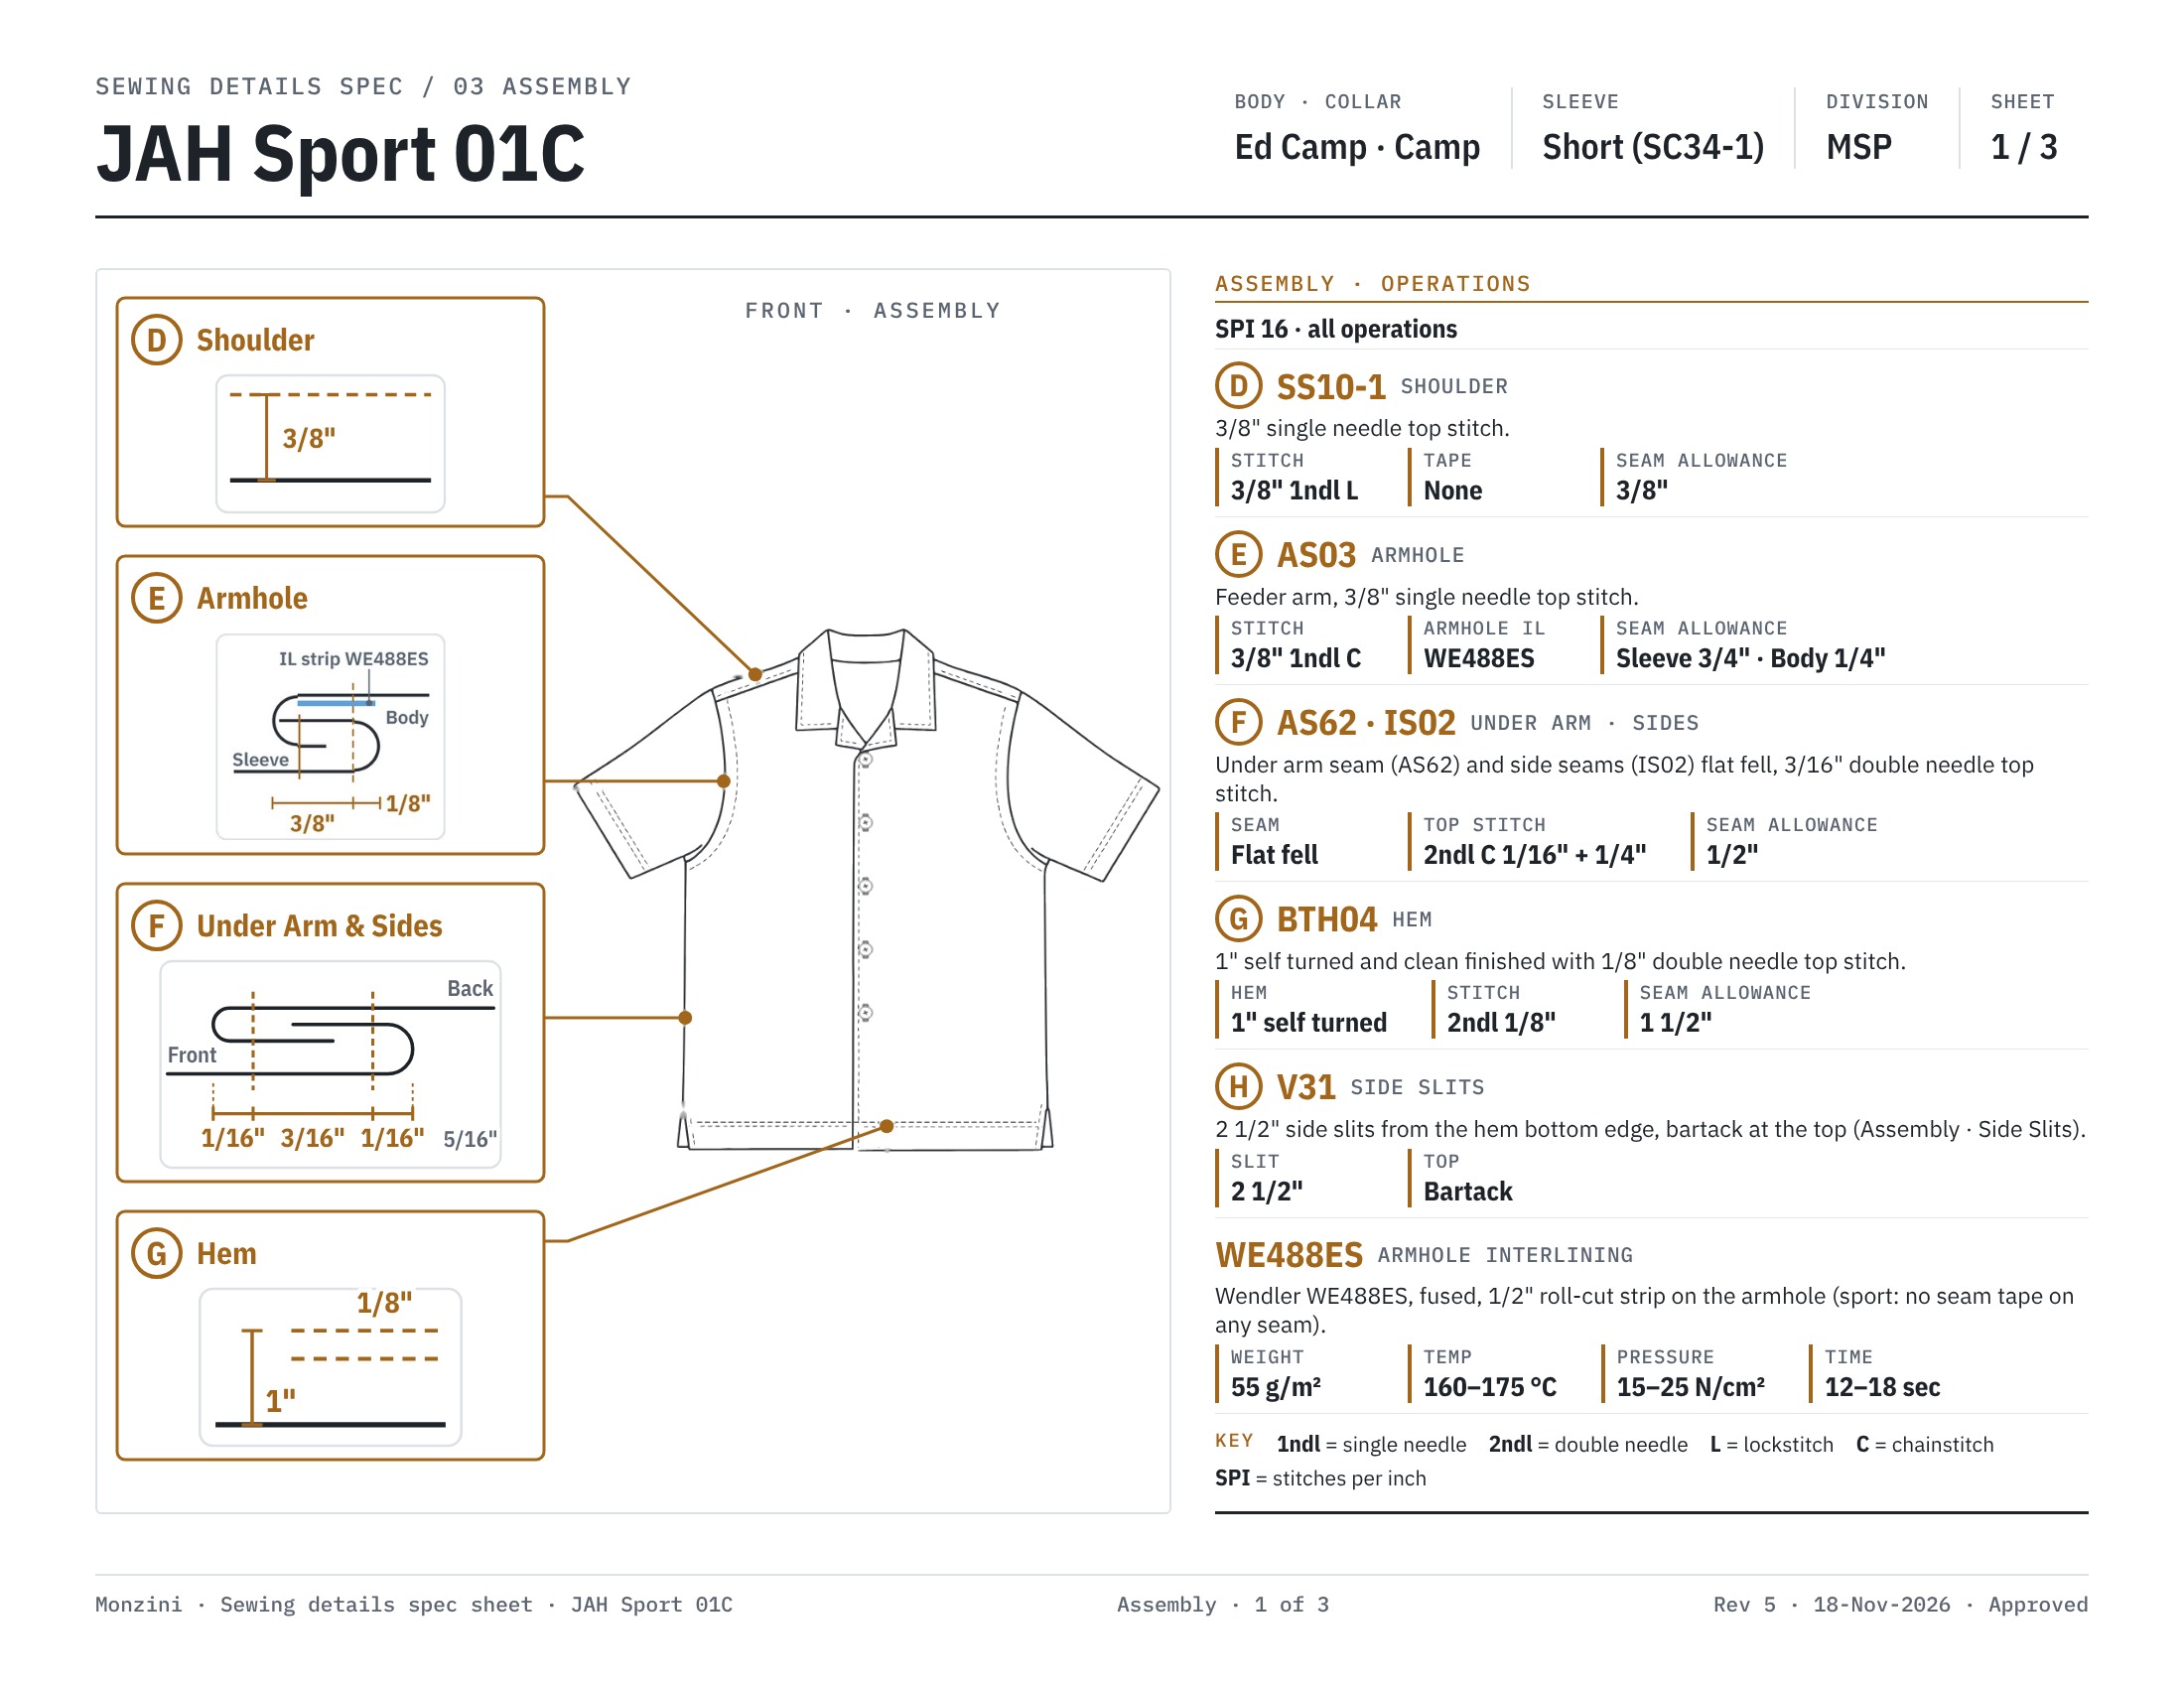 SEWING DETAILS SPEC / 03 ASSEMBLY
JAH Sport 01C
BODY · COLLAR
Ed Camp · Camp
SLEEVE
Short (SC34-1)
DIVISION
MSP
SHEET
1 / 3
FRONT · ASSEMBLY
D Shoulder
3/8"
E Armhole
IL strip WE488ES
Body
Sleeve
1/8"
3/8"
F Under Arm & Sides
Back
Front
1/16" 3/16" 1/16" 5/16"
G Hem
1/8"
1"
ASSEMBLY · OPERATIONS
SPI 16 · all operations
D SS10-1 SHOULDER
3/8" single needle top stitch.
STITCH TAPE SEAM ALLOWANCE
3/8" 1ndl L None 3/8"
E AS03 ARMHOLE
Feeder arm, 3/8" single needle top stitch.
STITCH ARMHOLE IL SEAM ALLOWANCE
3/8" 1ndl C WE488ES Sleeve 3/4" · Body 1/4"
F AS62 · IS02 UNDER ARM · SIDES
Under arm seam (AS62) and side seams (IS02) flat fell, 3/16" double needle top
stitch.
SEAM TOP STITCH SEAM ALLOWANCE
Flat fell 2ndl C 1/16" + 1/4" 1/2"
G BTH04 HEM
1" self turned and clean finished with 1/8" double needle top stitch.
HEM STITCH SEAM ALLOWANCE
1" self turned 2ndl 1/8" 1 1/2"
H V31 SIDE SLITS
2 1/2" side slits from the hem bottom edge, bartack at the top (Assembly · Side Slits).
SLIT TOP
2 1/2" Bartack
WE488ES ARMHOLE INTERLINING
Wendler WE488ES, fused, 1/2" roll-cut strip on the armhole (sport: no seam tape on
any seam).
WEIGHT TEMP PRESSURE TIME
55 g/m² 160–175 °C 15–25 N/cm² 12–18 sec
KEY 1ndl = single needle 2ndl = double needle L = lockstitch C = chainstitch
SPI = stitches per inch
Monzini · Sewing details spec sheet · JAH Sport 01C
Assembly · 1 of 3
Rev 5 · 18-Nov-2026 · Approved